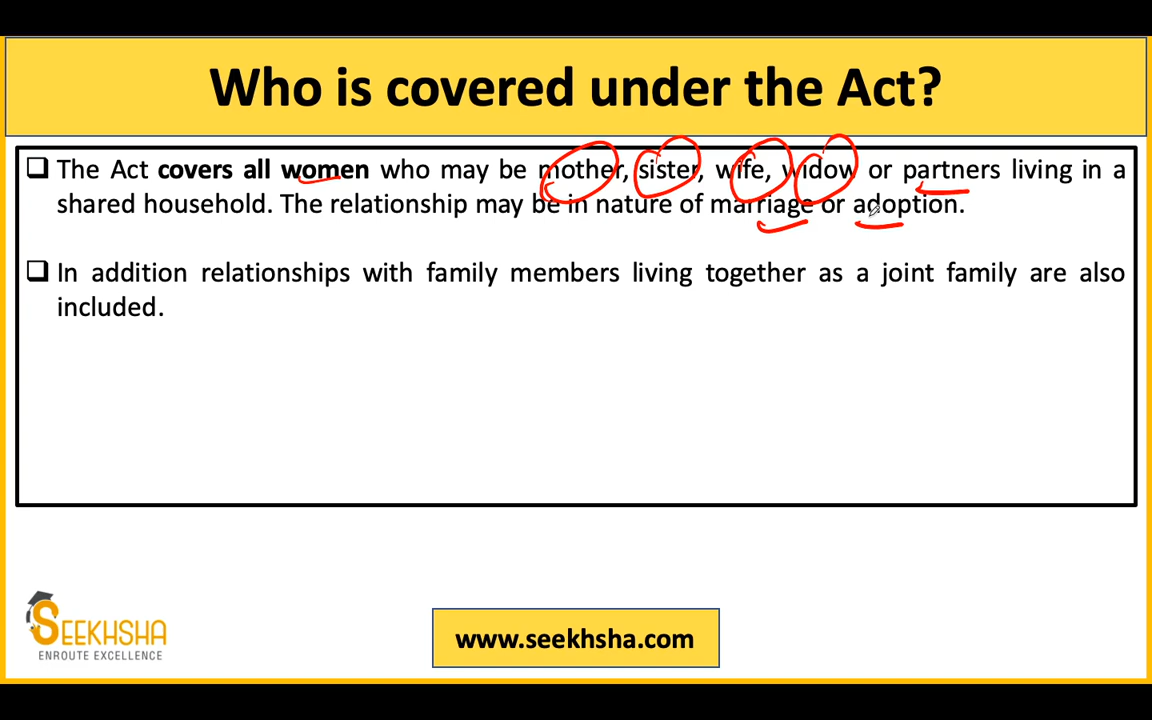 Who is covered under the Act?
The Act covers all women who may be mother, sister, wife, widow or partners living in a
shared household. The relationship may be in nature of marriage or adoption.
In addition relationships with family members living together as a joint family are also
included.
SEEKHSHA
ENROUTE EXCELLENCE
www.seekhsha.com